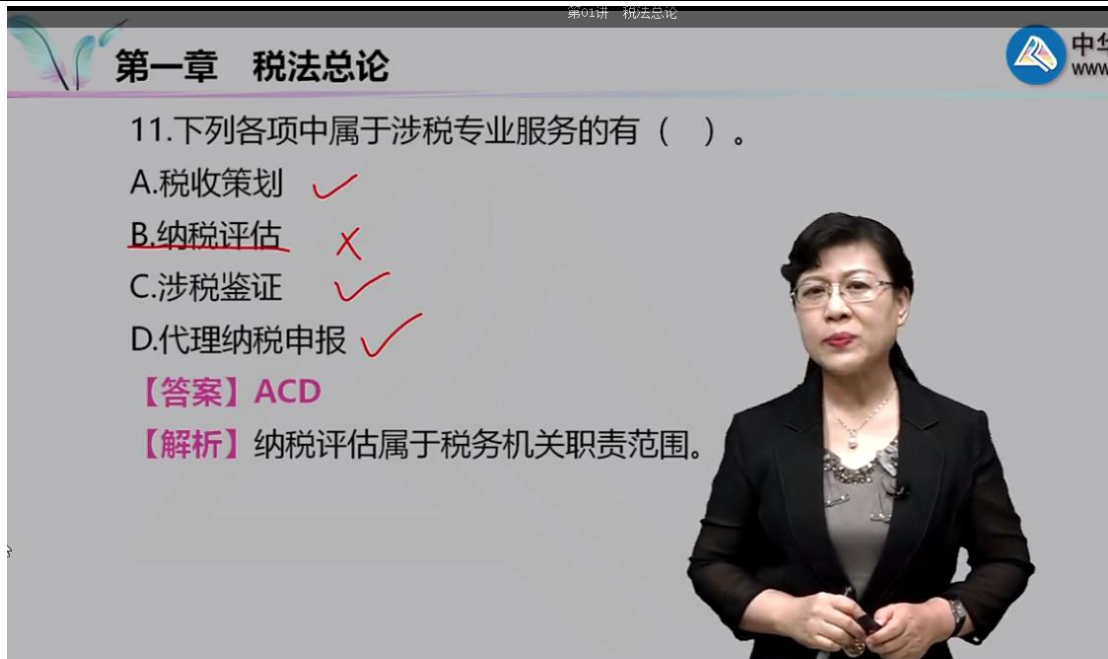 第01讲 税法总论
第一章 税法总论
中华
www
11.下列各项中属于涉税专业服务的有（ ）。
A.税收策划
B.纳税评估
C.涉税鉴证
D.代理纳税申报
【答案】ACD
【解析】纳税评估属于税务机关职责范围。